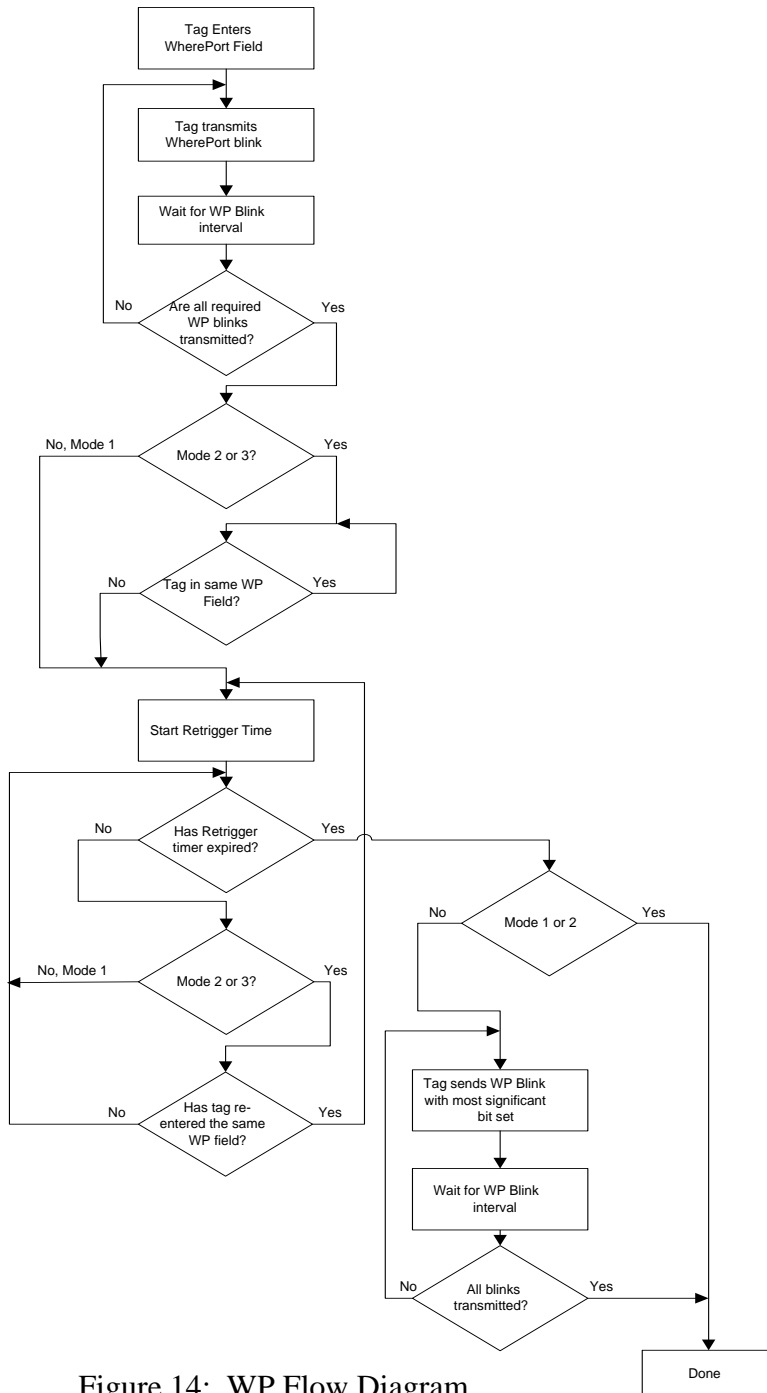 Tag Enters
WherePort Field
Tag transmits
WherePort blink
Wait for WP Blink
interval
No
Are all required
WP blinks
transmitted?
Yes
No, Mode 1
Mode 2 or 3?
Yes
No
Tag in same WP
Field?
Yes
Start Retrigger Time
No
Has Retrigger
timer expired?
Yes
No
Mode 1 or 2
Yes
No, Mode 1
Mode 2 or 3?
Yes
No
Has tag re-
entered the same
WP field?
Yes
Tag sends WP Blink
with most significant
bit set
Wait for WP Blink
interval
No
All blinks
transmitted?
Yes
Done
Figure 14: WP Flow Diagram